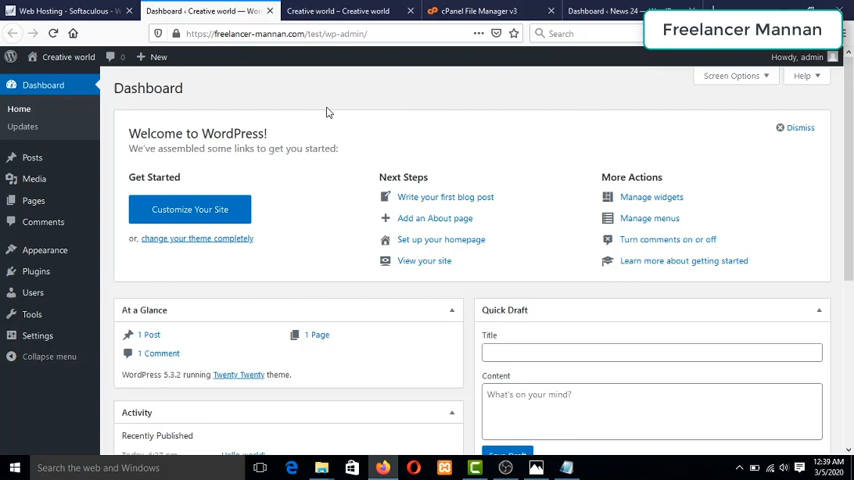 Web Hosting - Softaculous - W
Dashboard ‹ Creative world — Wor
Creative world – Creative world
cPanel File Manager v3
Dashboard ‹ News 24 — W
Freelancer Mannan
https://freelancer-mannan.com/test/wp-admin/
Search
Creative world
0
New
Howdy, admin
Dashboard
Home
Updates
Posts
Media
Pages
Comments
Appearance
Plugins
Users
Tools
Settings
Collapse menu
Dashboard
Screen Options
Help
Welcome to WordPress!
We've assembled some links to get you started:
Dismiss
Get Started
Customize Your Site
or, change your theme completely
Next Steps
Write your first blog post
Add an About page
Set up your homepage
View your site
More Actions
Manage widgets
Manage menus
Turn comments on or off
Learn more about getting started
At a Glance
1 Post
1 Page
1 Comment
WordPress 5.3.2 running Twenty Twenty theme.
Activity
Recently Published
Quick Draft
Title
Content
What's on your mind?
Search the web and Windows
12:39 AM
3/5/2020